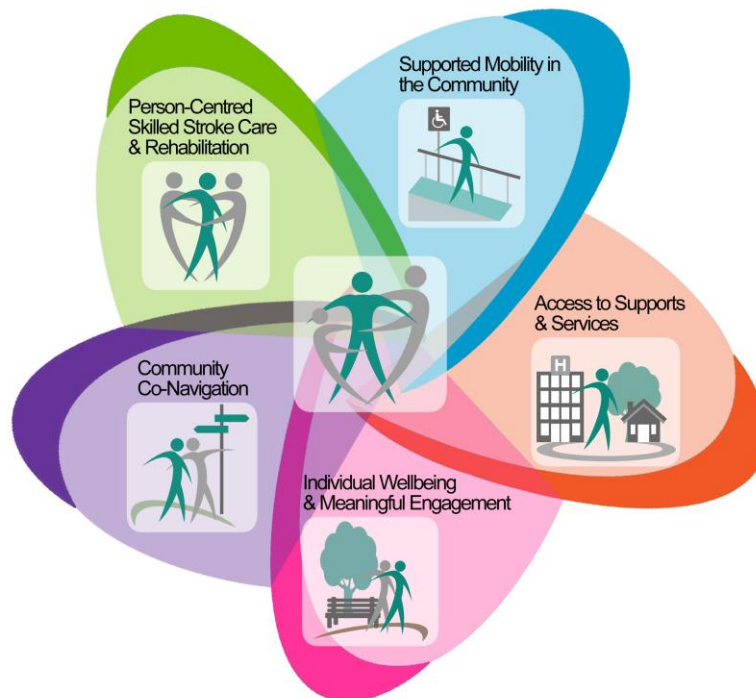 Person-Centred
Skilled Stroke Care
& Rehabilitation
Supported Mobility in
the Community
Access to Supports
& Services
H
Community
Co-Navigation
Individual Wellbeing
& Meaningful Engagement